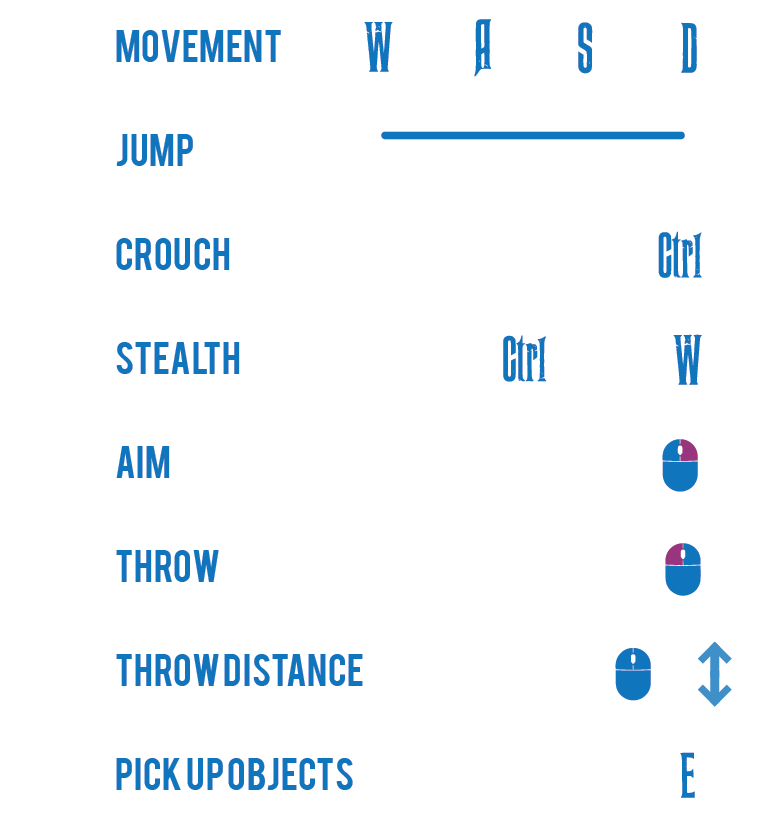 MOVEMENT W A S D
JUMP
CROUCH Ctrl
STEALTH Ctrl W
AIM
THROW
THROW DISTANCE
PICK UP OBJECTS E